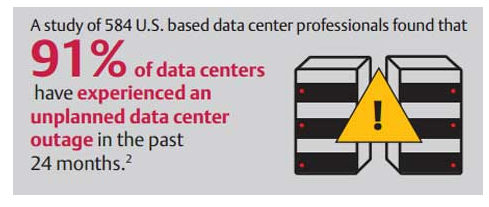 A study of 584 U.S. based data center professionals found that
91% of data centers
have experienced an
unplanned data center
outage in the past
24 months.2
!